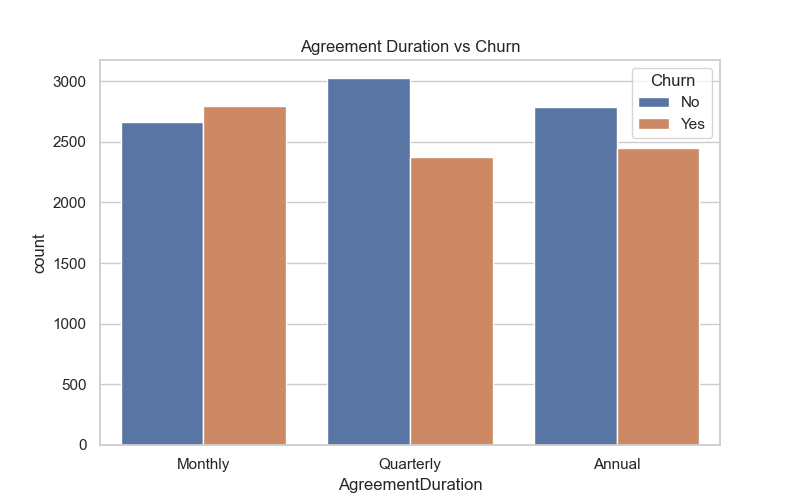 Agreement Duration vs Churn
Churn
No
Yes
3000
2500
2000
1500
1000
500
0
count
Monthly
Quarterly
Annual
AgreementDuration